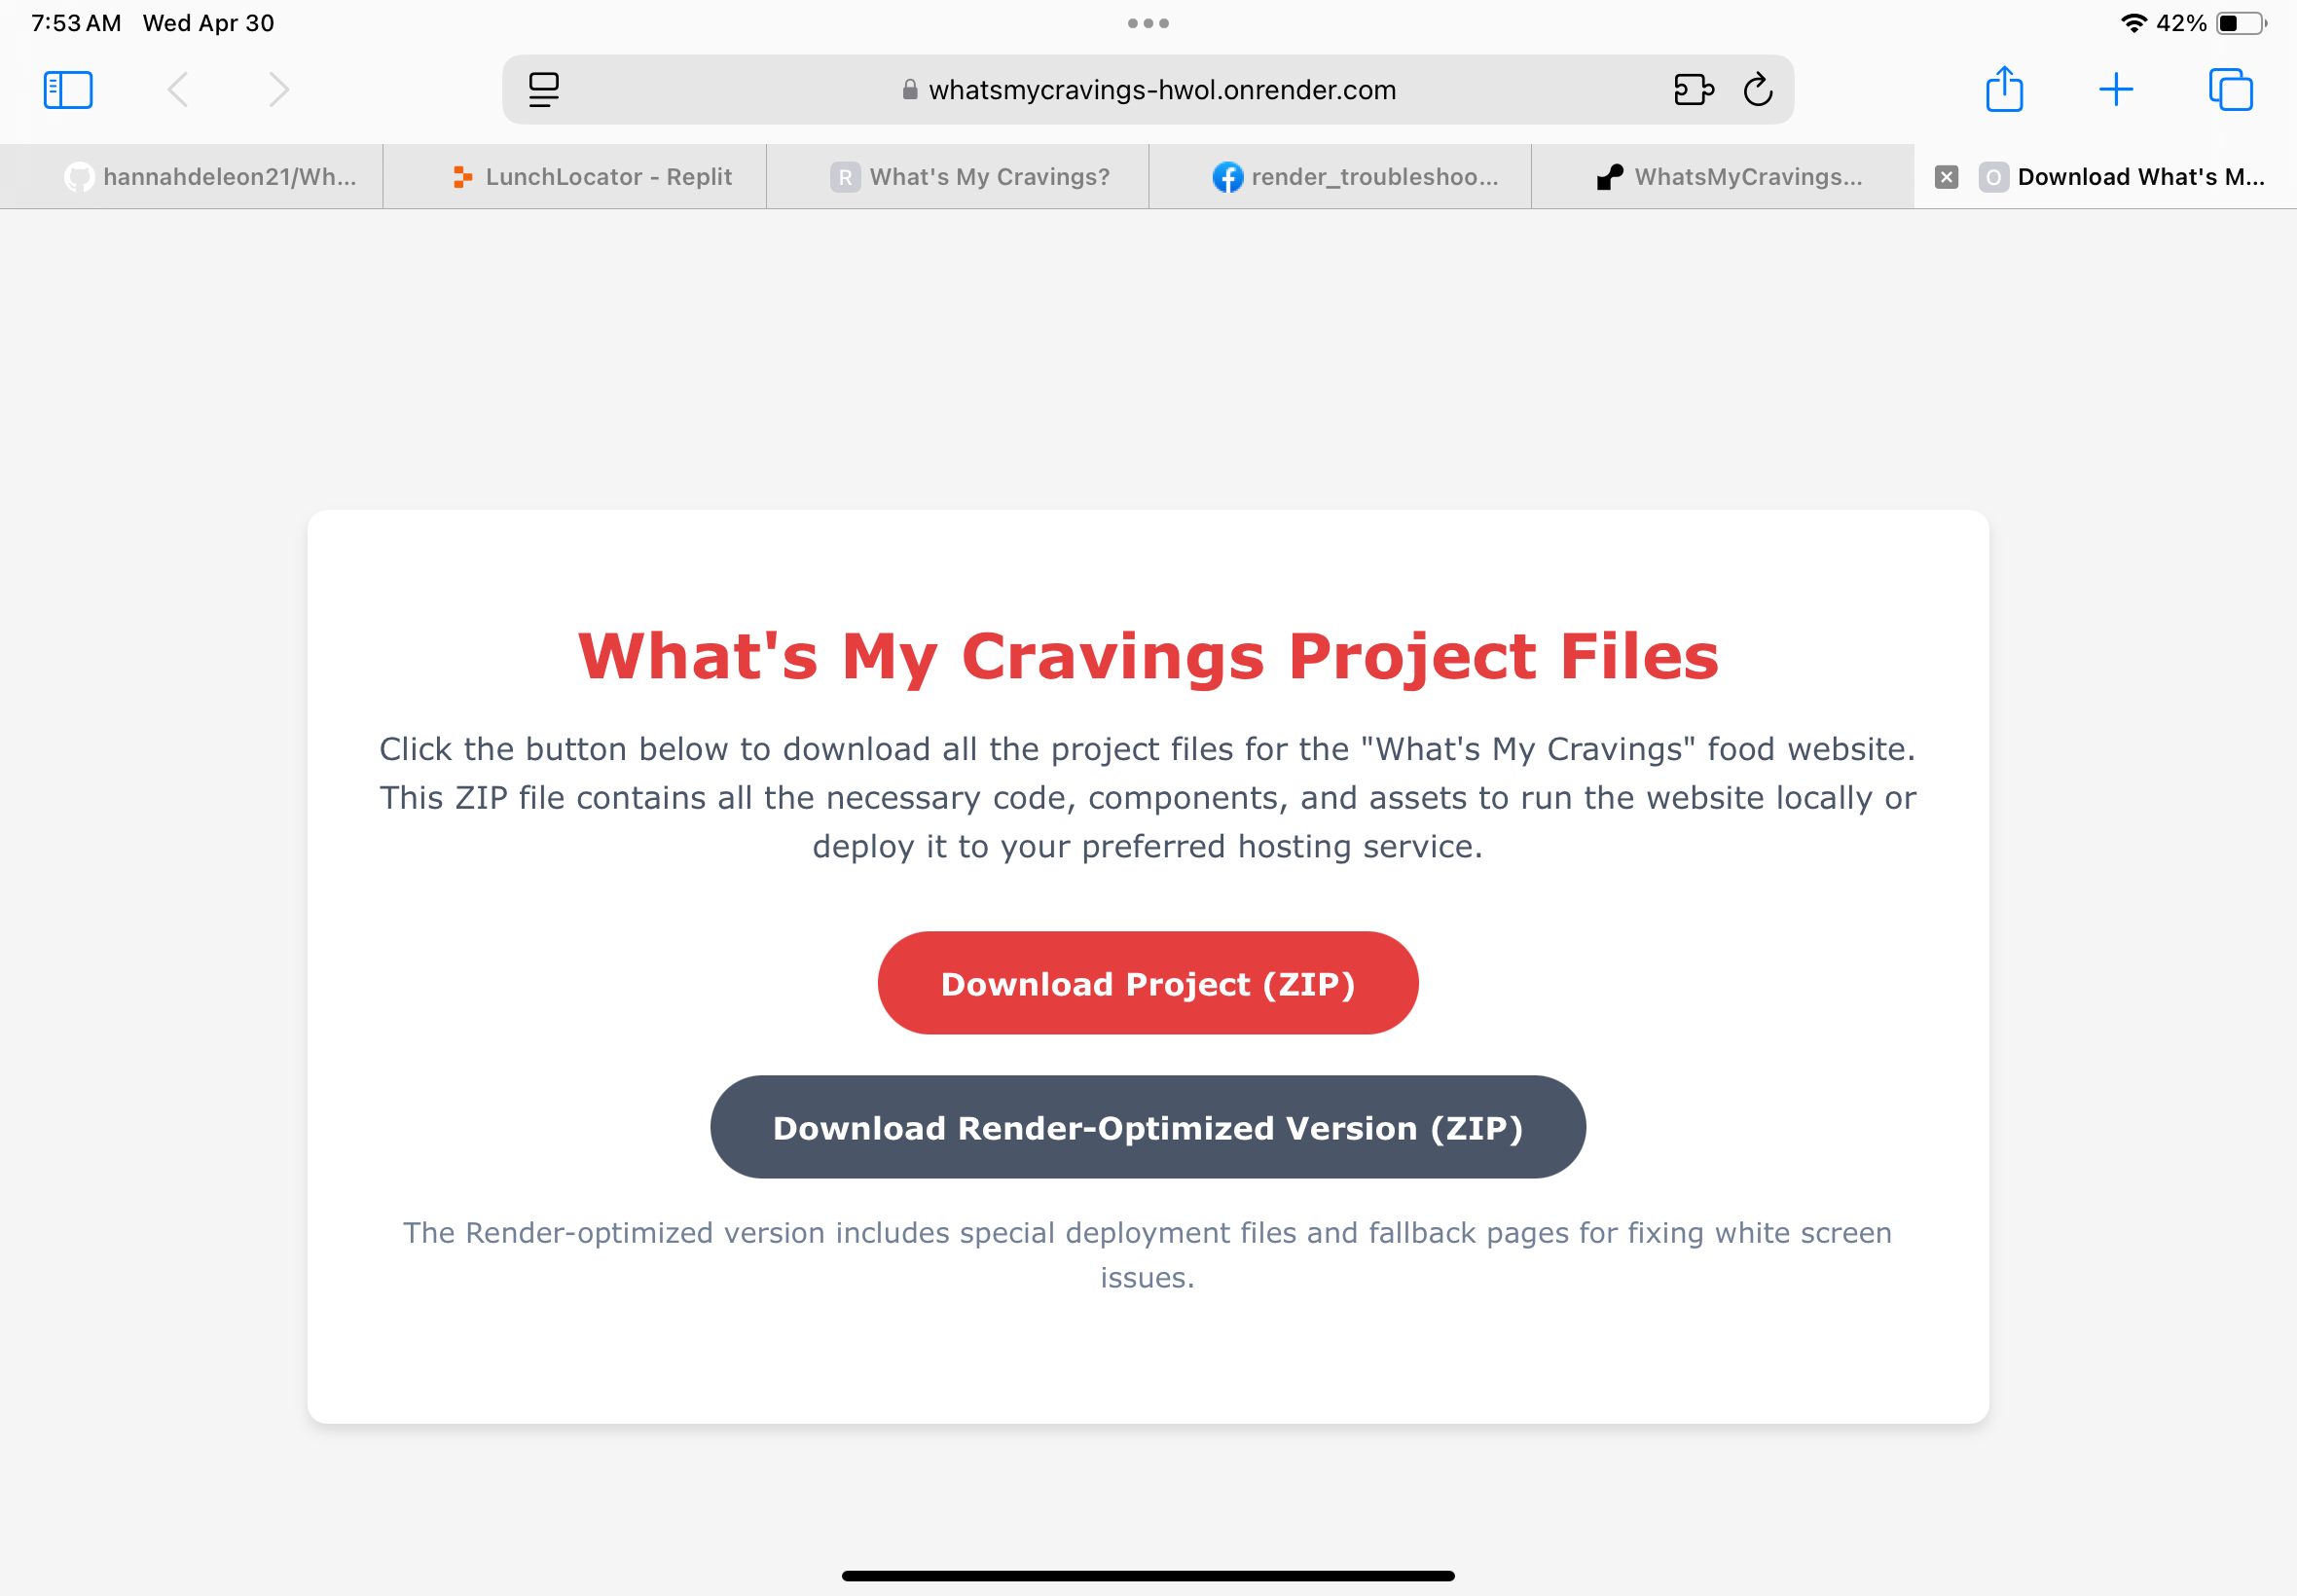 7:53 AM Wed Apr 30
42%
whatsmycravings-hwol.onrender.com
hannahdeleon21/Wh...
LunchLocator - Replit
R What's My Cravings?
render_troubleshoo...
WhatsMyCravings...
O Download What's M...
What's My Cravings Project Files
Click the button below to download all the project files for the "What's My Cravings" food website.
This ZIP file contains all the necessary code, components, and assets to run the website locally or
deploy it to your preferred hosting service.
Download Project (ZIP)
Download Render-Optimized Version (ZIP)
The Render-optimized version includes special deployment files and fallback pages for fixing white screen
issues.